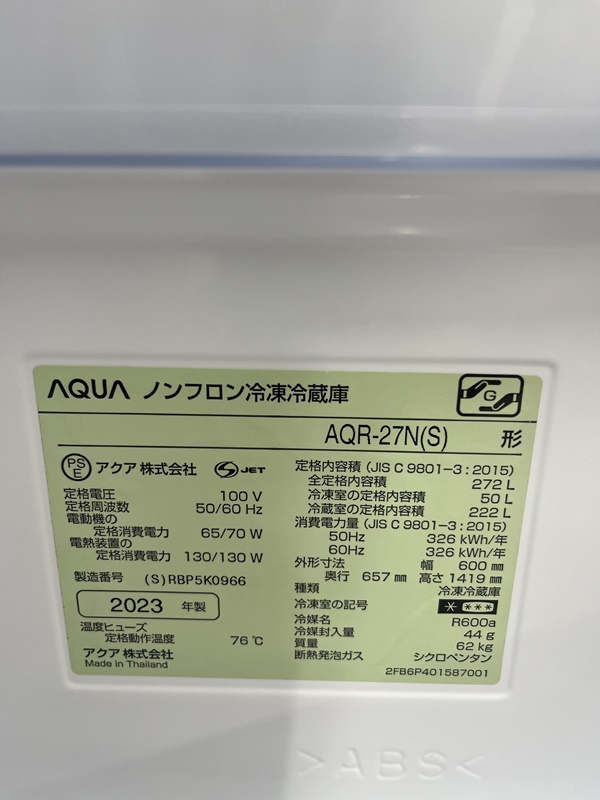 AQUA ノンフロン冷凍冷蔵庫
G
AQR-27N(S) 形
PSE アクア 株式会社 S JET
定格電圧 100 V
定格周波数 50/60 Hz
電動機の
定格消費電力 65/70 W
電熱装置の
定格消費電力 130/130 W
製造番号 (S)RBP5K0966
2023 年製
温度ヒューズ
定格動作温度 76 ℃
アクア 株式会社
Made in Thailand
定格内容積 (JIS C 9801-3 : 2015)
全定格内容積 272 L
冷凍室の定格内容積 50 L
冷蔵室の定格内容積 222 L
消費電力量 (JIS C 9801-3 : 2015)
50Hz 326 kWh/年
60Hz 326 kWh/年
外形寸法 幅 600 ㎜
奥行 657 ㎜ 高さ 1419 ㎜
種類 冷凍冷蔵庫
冷凍室の記号 * ***
冷媒名 R600a
冷媒封入量 44 g
質量 62 kg
断熱発泡ガス シクロペンタン
2FB6P401587001
>ABS<